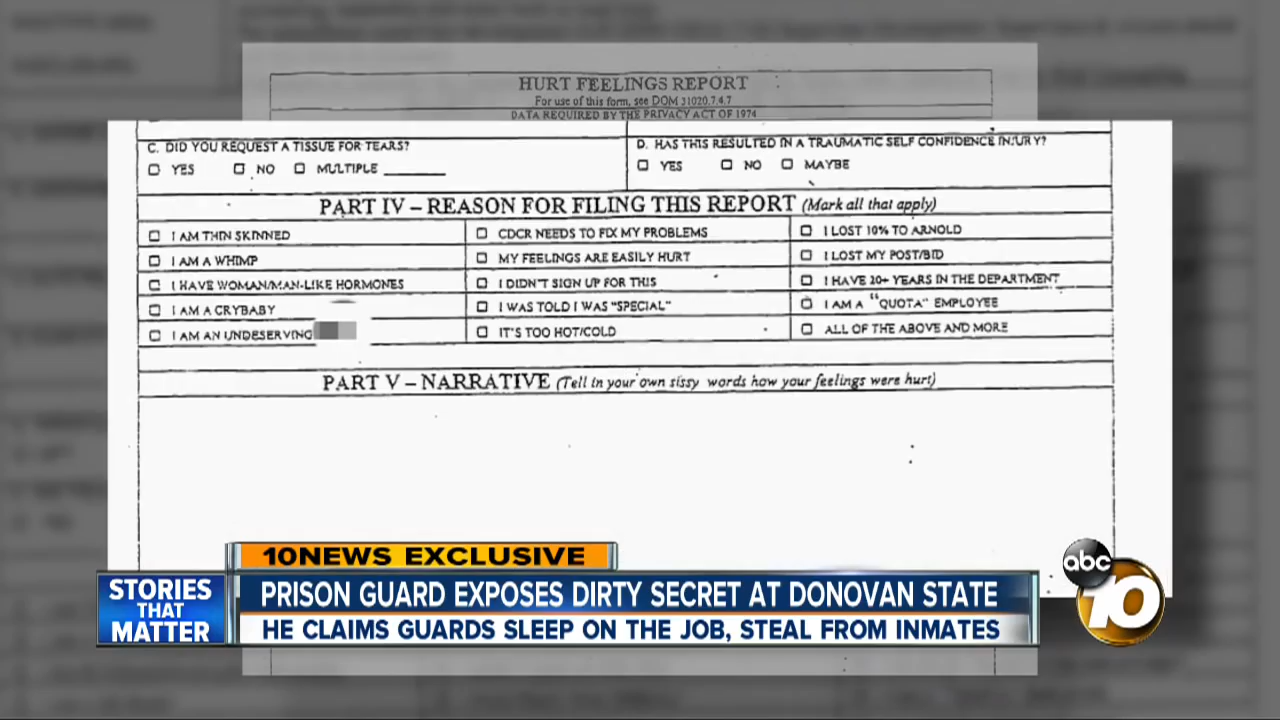 HURT FEELINGS REPORT
For use of this form, see DOM 31020.7.4.7
DATA REQUIRED BY THE PRIVACY ACT OF 1974
C. DID YOU REQUEST A TISSUE FOR TEARS?
YES NO MULTIPLE
D. HAS THIS RESULTED IN A TRAUMATIC SELF CONFIDENCE INJURY?
YES NO MAYBE
PART IV – REASON FOR FILING THIS REPORT (Mark all that apply)
I AM THIN SKINNED
I AM A WHIMP
I HAVE WOMAN/MAN-LIKE HORMONES
I AM A CRYBABY
I AM AN UNDESERVING
CDCR NEEDS TO FIX MY PROBLEMS
MY FEELINGS ARE EASILY HURT
I DIDN'T SIGN UP FOR THIS
I WAS TOLD I WAS "SPECIAL"
IT'S TOO HOT/COLD
I LOST 10% TO ARNOLD
I LOST MY POST/BID
I HAVE 20+ YEARS IN THE DEPARTMENT
I AM A "QUOTA" EMPLOYEE
ALL OF THE ABOVE AND MORE
PART V – NARRATIVE (Tell in your own sissy words how your feelings were hurt)
10NEWS EXCLUSIVE
STORIES THAT MATTER
PRISON GUARD EXPOSES DIRTY SECRET AT DONOVAN STATE
HE CLAIMS GUARDS SLEEP ON THE JOB, STEAL FROM INMATES
abc
10